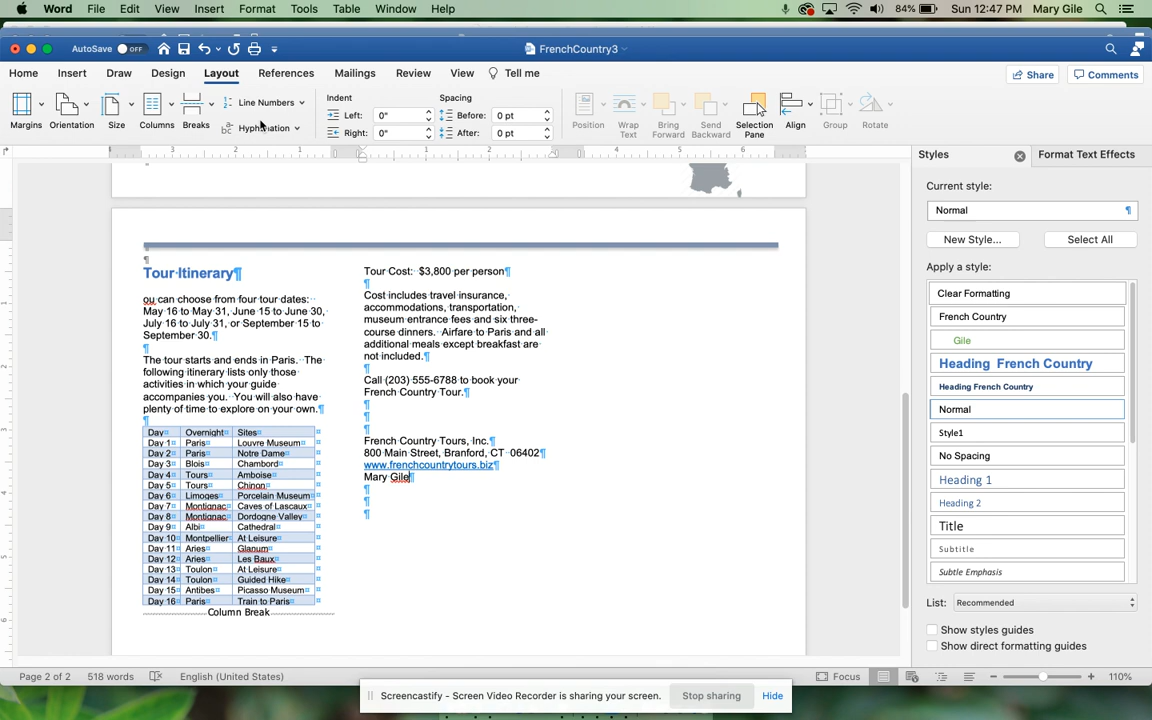 Word File Edit View Insert Format Tools Table Window Help 84% Sun 12:47 PM Mary Gile
AutoSave OFF FrenchCountry3
Home Insert Draw Design Layout References Mailings Review View Tell me Share Comments
Margins Orientation Size Columns Breaks Line Numbers Hyphenation
Indent Left: 0" Right: 0"
Spacing Before: 0 pt After: 0 pt
Position Wrap Text Bring Forward Send Backward Selection Pane Align Group Rotate
3 2 1 1 2 3 4 5 6
Tour Itinerary¶
ou can choose from four tour dates:
May 16 to May 31, June 15 to June 30,
July 16 to July 31, or September 15 to
September 30.¶
¶
The tour starts and ends in Paris. The
following itinerary lists only those
activities in which your guide
accompanies you. You will also have
plenty of time to explore on your own.¶
¶
Day Overnight Sites
Day 1 Paris Louvre Museum
Day 2 Paris Notre Dame
Day 3 Blois Chambord
Day 4 Tours Amboise
Day 5 Tours Chinon
Day 6 Limoges Porcelain Museum
Day 7 Montignac Caves of Lascaux
Day 8 Montignac Dordogne Valley
Day 9 Albi Cathedral
Day 10 Montpellier At Leisure
Day 11 Aries Glanum
Day 12 Aries Les Baux
Day 13 Toulon At Leisure
Day 14 Toulon Guided Hike
Day 15 Antibes Picasso Museum
Day 16 Paris Train to Paris
Column Break
Tour Cost: $3,800 per person¶
¶
Cost includes travel insurance,
accommodations, transportation,
museum entrance fees and six three-
course dinners. Airfare to Paris and all
additional meals except breakfast are
not included.¶
¶
Call (203) 555-6788 to book your
French Country Tour.¶
¶
¶
¶
French Country Tours, Inc.¶
800 Main Street, Branford, CT 06402¶
www.frenchcountrytours.biz¶
Mary Gile¶
¶
¶
¶
Styles Format Text Effects
Current style:
Normal ¶
New Style... Select All
Apply a style:
Clear Formatting
French Country
Gile
Heading French Country
Heading French Country
Normal
Style1
No Spacing
Heading 1
Heading 2
Title
Subtitle
Subtle Emphasis
List: Recommended
Show styles guides
Show direct formatting guides
Page 2 of 2 518 words English (United States) Focus 110%
Screencastify - Screen Video Recorder is sharing your screen. Stop sharing Hide